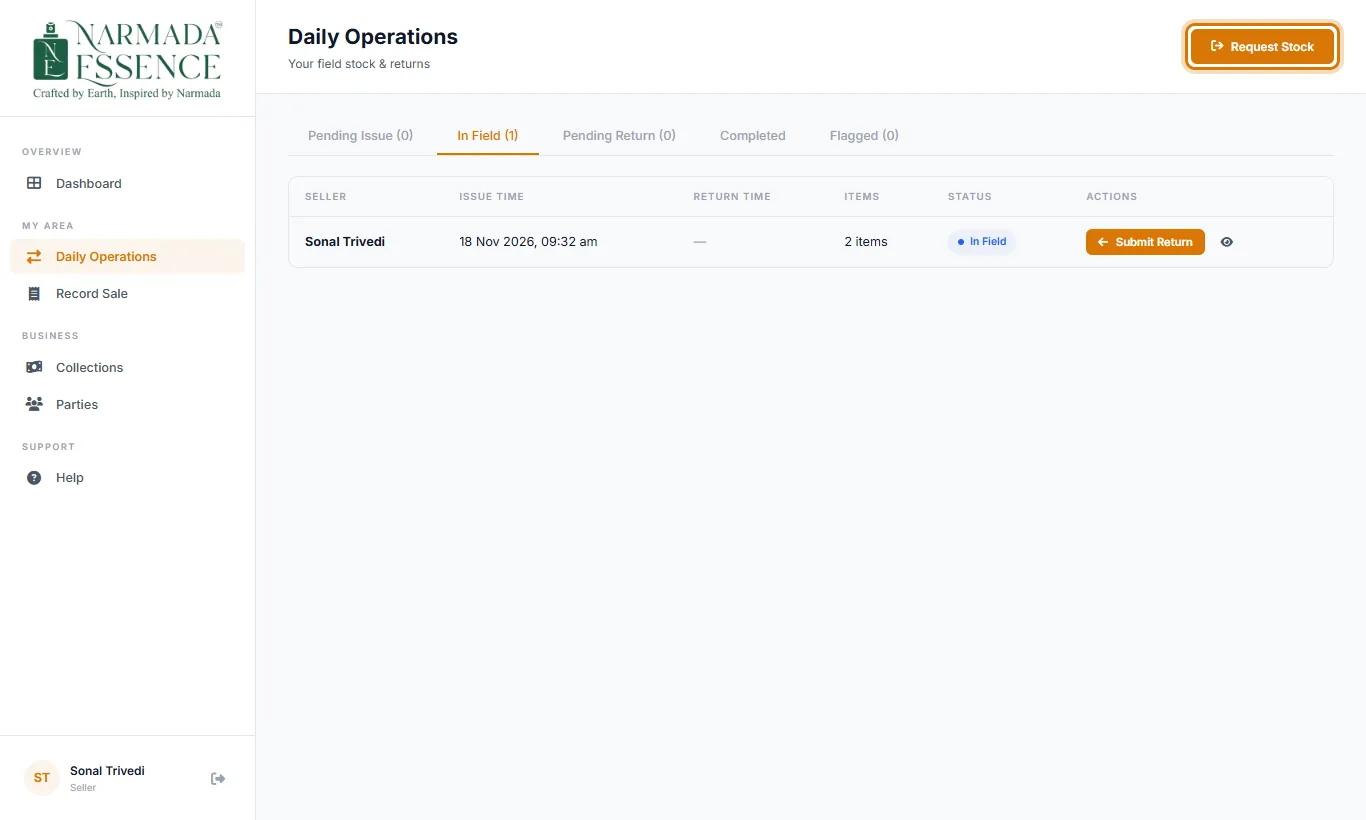 NARMADA ESSENCE
Crafted by Earth, Inspired by Narmada
OVERVIEW
Dashboard
MY AREA
Daily Operations
Record Sale
BUSINESS
Collections
Parties
SUPPORT
Help
ST
Sonal Trivedi
Seller
Daily Operations
Your field stock & returns
Request Stock
Pending Issue (0) In Field (1) Pending Return (0) Completed Flagged (0)
SELLER ISSUE TIME RETURN TIME ITEMS STATUS ACTIONS
Sonal Trivedi 18 Nov 2026, 09:32 am — 2 items In Field Submit Return